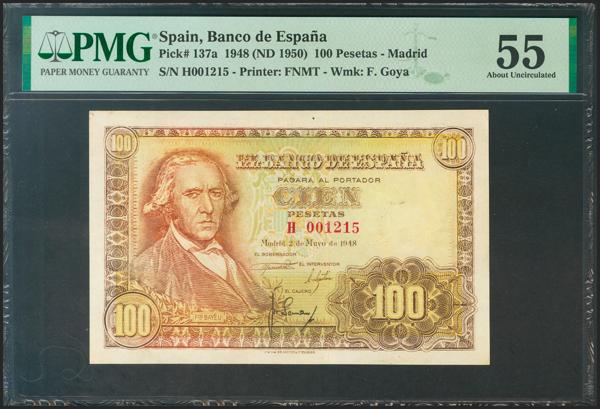 PMG
PAPER MONEY GUARANTY
Spain, Banco de España
Pick# 137a 1948 (ND 1950) 100 Pesetas - Madrid
S/N H001215 - Printer: FNMT - Wmk: F. Goya
55
About Uncirculated
100
100
EL BANCO DE ESPAÑA
PAGARÁ AL PORTADOR
CIEN
PESETAS
H 001215
Madrid, 2 de Mayo de 1948
EL GOBERNADOR
EL INTERVENTOR
EL CAJERO
100
FCO BAYEU
100